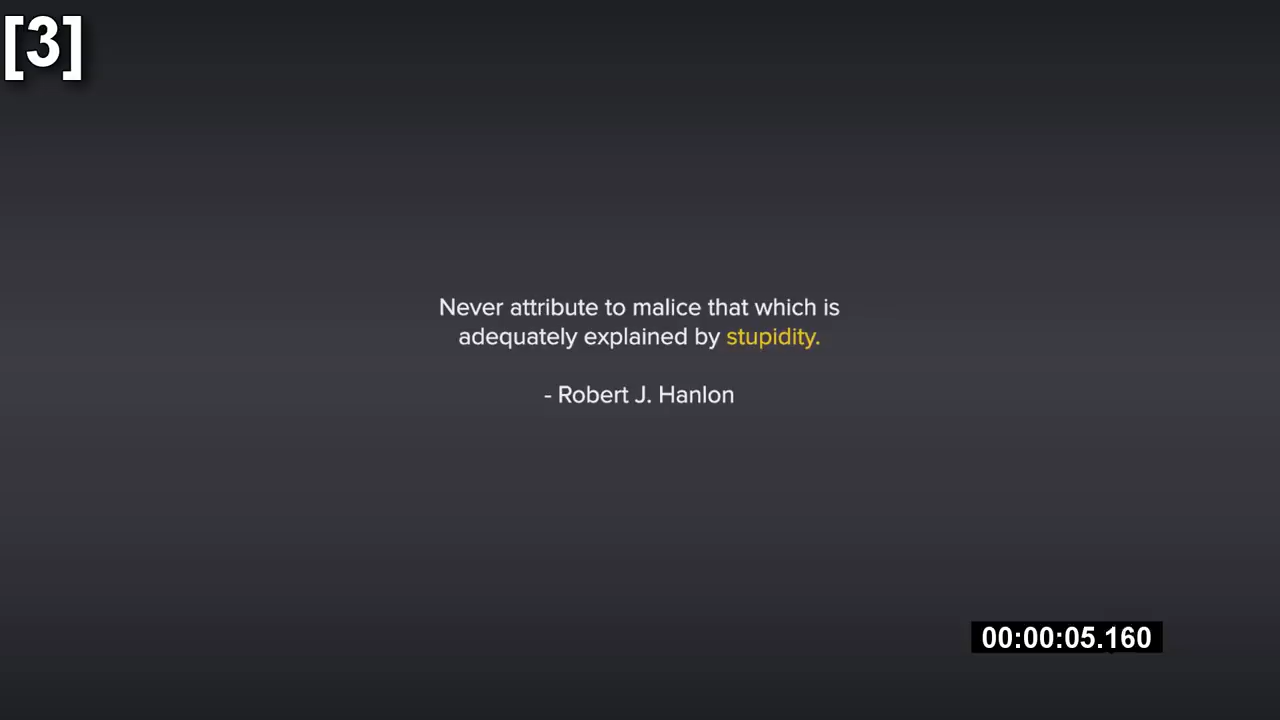 [3]
Never attribute to malice that which is
adequately explained by stupidity.
- Robert J. Hanlon
00:00:05.160